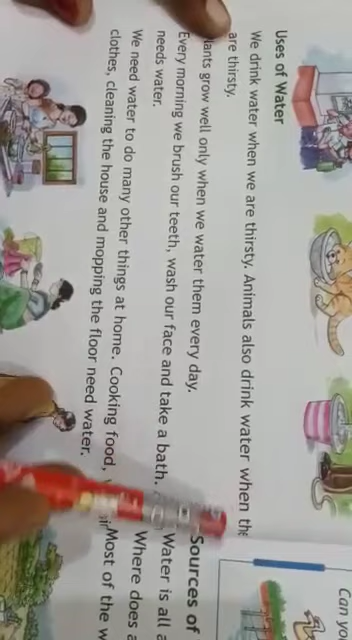 Uses of Water
We drink water when we are thirsty. Animals also drink water when the
are thirsty.
lants grow well only when we water them every day.
Every morning we brush our teeth, wash our face and take a bath.
needs water.
We need water to do many other things at home. Cooking food,
clothes, cleaning the house and mopping the floor need water.
Can yo
Sources of
Water is all a
Where does
Most of the w